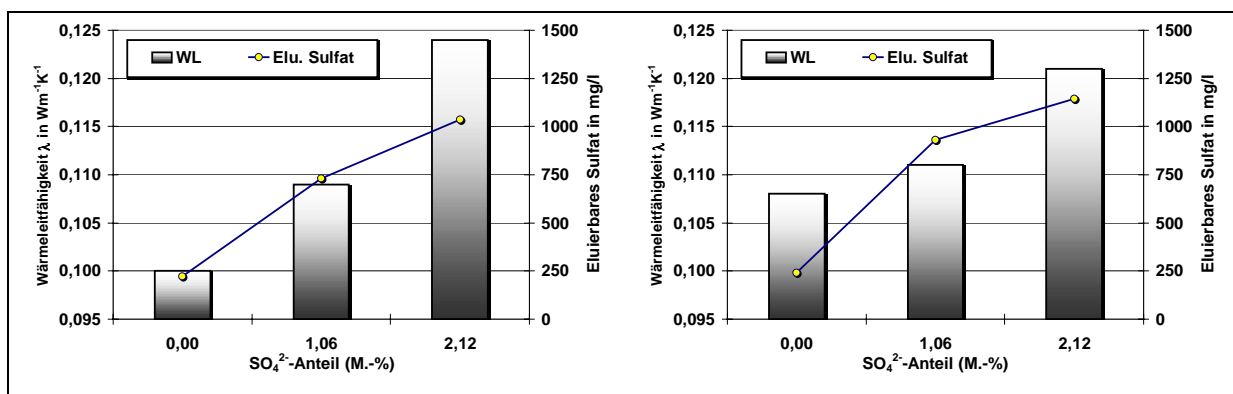 0,125
0,120
0,115
0,110
0,105
0,100
0,095
Wärmeleitfähigkeit λ in Wm⁻¹K⁻¹
WL
Elu. Sulfat
1500
1250
1000
750
500
250
0
Eluierbares Sulfat in mg/l
0,00 1,06 2,12
SO₄²⁻-Anteil (M.-%)
0,125
0,120
0,115
0,110
0,105
0,100
0,095
Wärmeleitfähigkeit λ in Wm⁻¹K⁻¹
WL
Elu. Sulfat
1500
1250
1000
750
500
250
0
Eluierbares Sulfat in mg/l
0,00 1,06 2,12
SO₄²⁻-Anteil (M.-%)